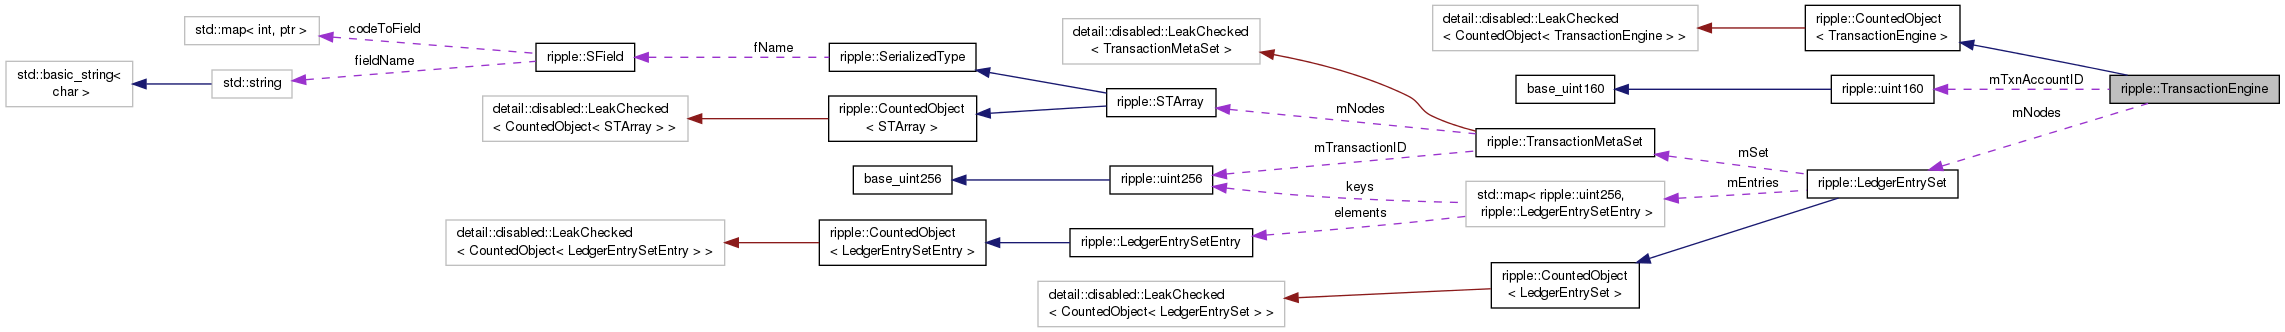 std::map< int, ptr >
codeToField
fieldName
std::basic_string<
char >
std::string
ripple::SField
fName
ripple::SerializedType
detail::disabled::LeakChecked
< CountedObject< STArray > >
ripple::CountedObject
< STArray >
detail::disabled::LeakChecked
< TransactionMetaSet >
ripple::STArray
mNodes
mTransactionID
base_uint256
ripple::uint256
keys
elements
detail::disabled::LeakChecked
< CountedObject< LedgerEntrySetEntry > >
ripple::CountedObject
< LedgerEntrySetEntry >
ripple::LedgerEntrySetEntry
detail::disabled::LeakChecked
< CountedObject< LedgerEntrySet > >
ripple::CountedObject
< LedgerEntrySet >
ripple::TransactionMetaSet
std::map< ripple::uint256,
ripple::LedgerEntrySetEntry >
mSet
mEntries
ripple::LedgerEntrySet
detail::disabled::LeakChecked
< CountedObject< TransactionEngine > >
ripple::CountedObject
< TransactionEngine >
base_uint160
ripple::uint160
mTxnAccountID
mNodes
ripple::TransactionEngine